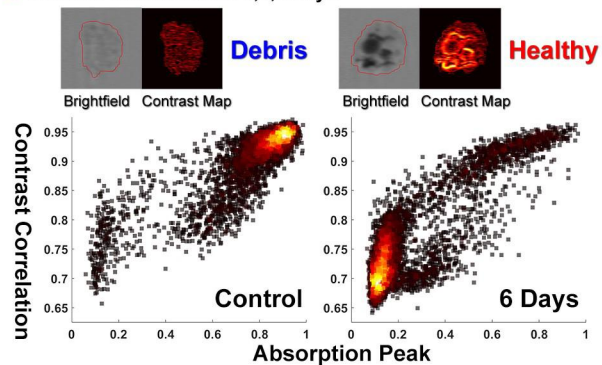 Debris
Healthy
Brightfield Contrast Map
Brightfield Contrast Map
Contrast Correlation
0.95
0.9
0.85
0.8
0.75
0.7
0.65
Control
0 0.2 0.4 0.6 0.8 1
0.95
0.9
0.85
0.8
0.75
0.7
0.65
6 Days
0 0.2 0.4 0.6 0.8 1
Absorption Peak